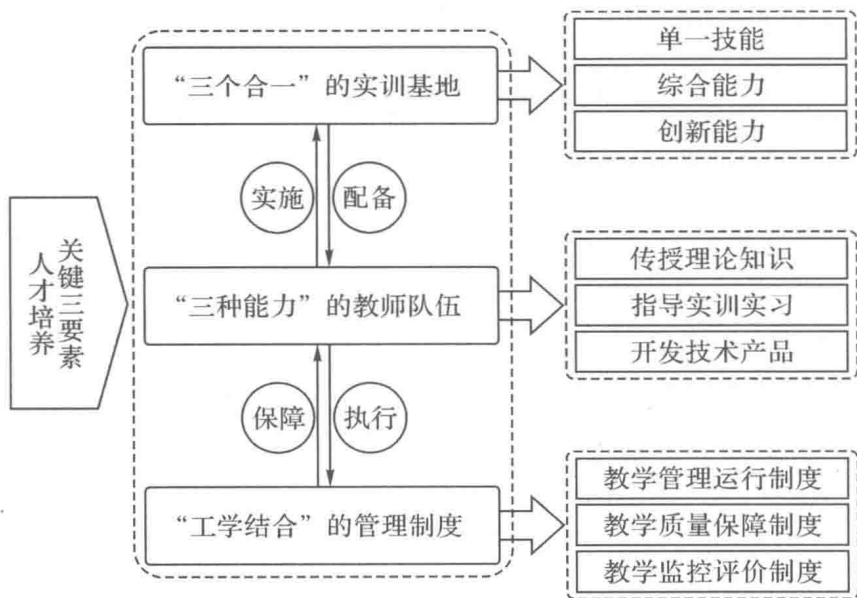 人才培养
关键三要素
“三个合一”的实训基地
单一技能
综合能力
创新能力
实施
配备
“三种能力”的教师队伍
传授理论知识
指导实训实习
开发技术产品
保障
执行
“工学结合”的管理制度
教学管理运行制度
教学质量保障制度
教学监控评价制度